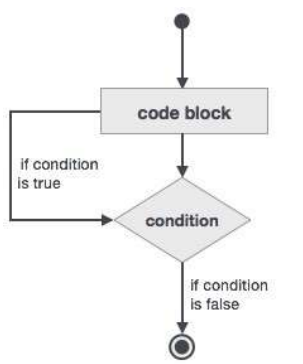 code block
if condition
is true
condition
if condition
is false